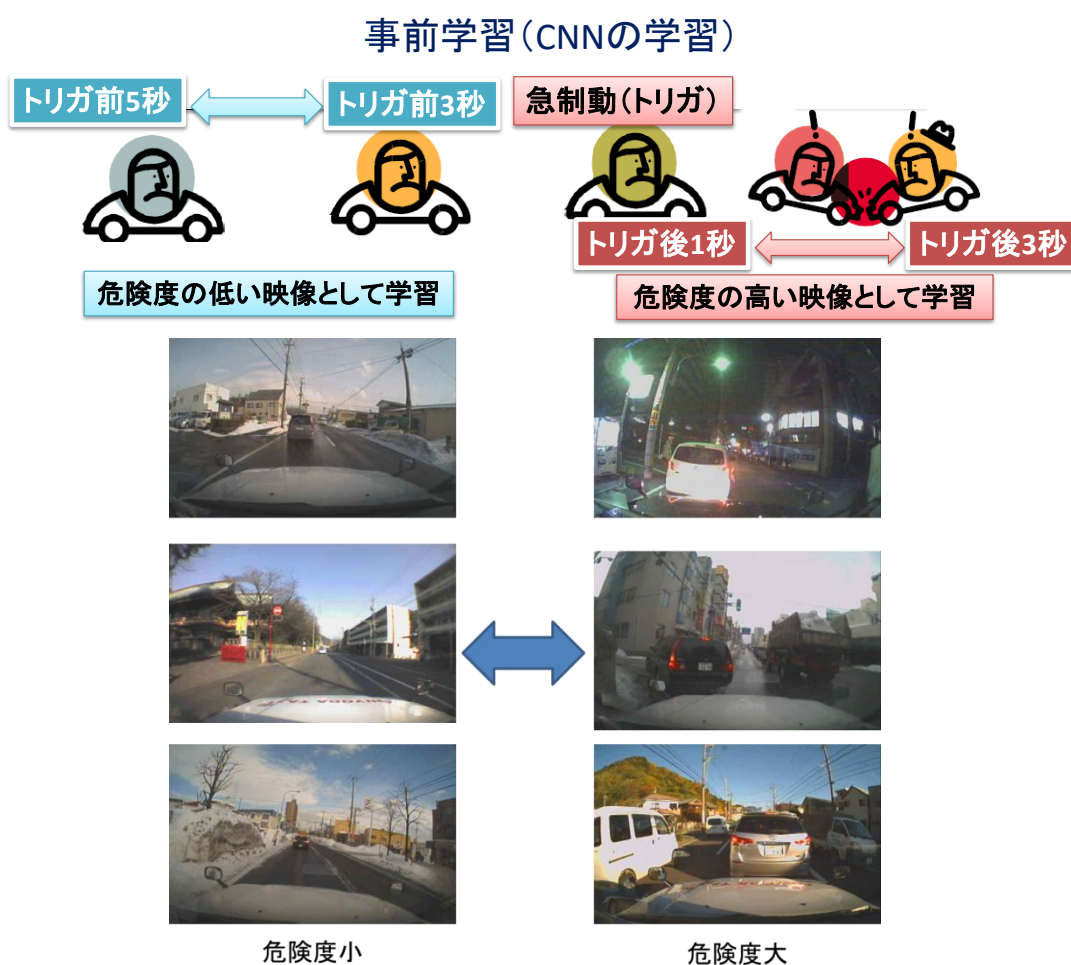 事前学習(CNNの学習)
トリガ前5秒
トリガ前3秒
急制動(トリガ)
トリガ後1秒
トリガ後3秒
危険度の低い映像として学習
危険度の高い映像として学習
危険度小
危険度大